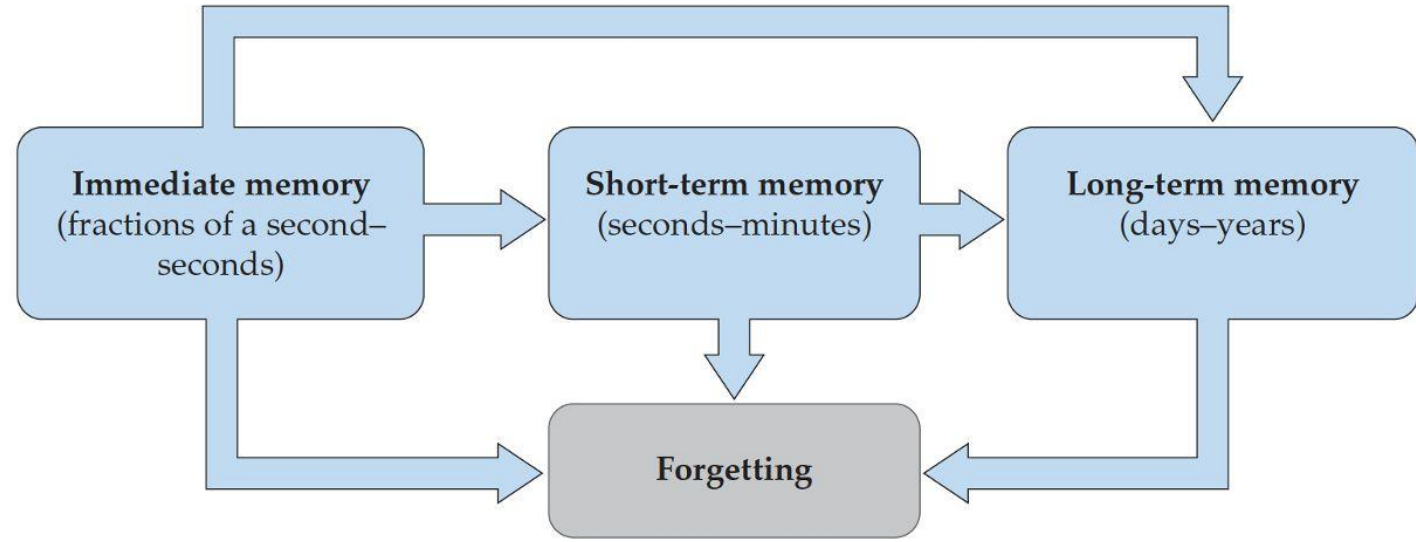 Immediate memory
(fractions of a second–
seconds)
Short-term memory
(seconds–minutes)
Long-term memory
(days–years)
Forgetting